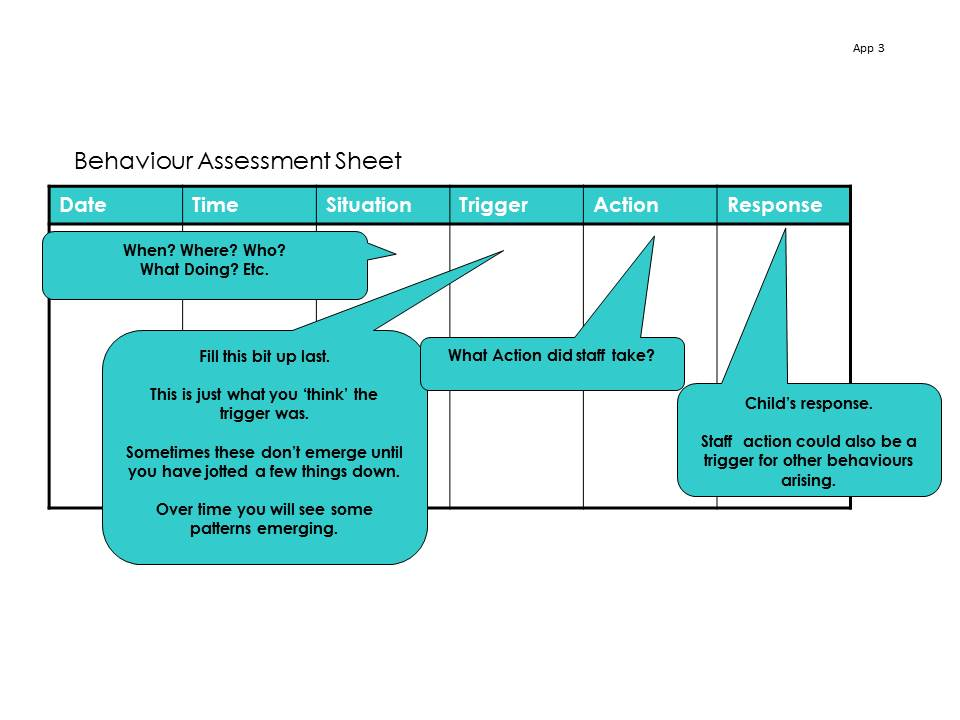 App 3
Behaviour Assessment Sheet
Date Time Situation Trigger Action Response
When? Where? Who?
What Doing? Etc.
Fill this bit up last.
This is just what you ‘think’ the
trigger was.
Sometimes these don’t emerge until
you have jotted a few things down.
Over time you will see some
patterns emerging.
What Action did staff take?
Child’s response.
Staff action could also be a
trigger for other behaviours
arising.